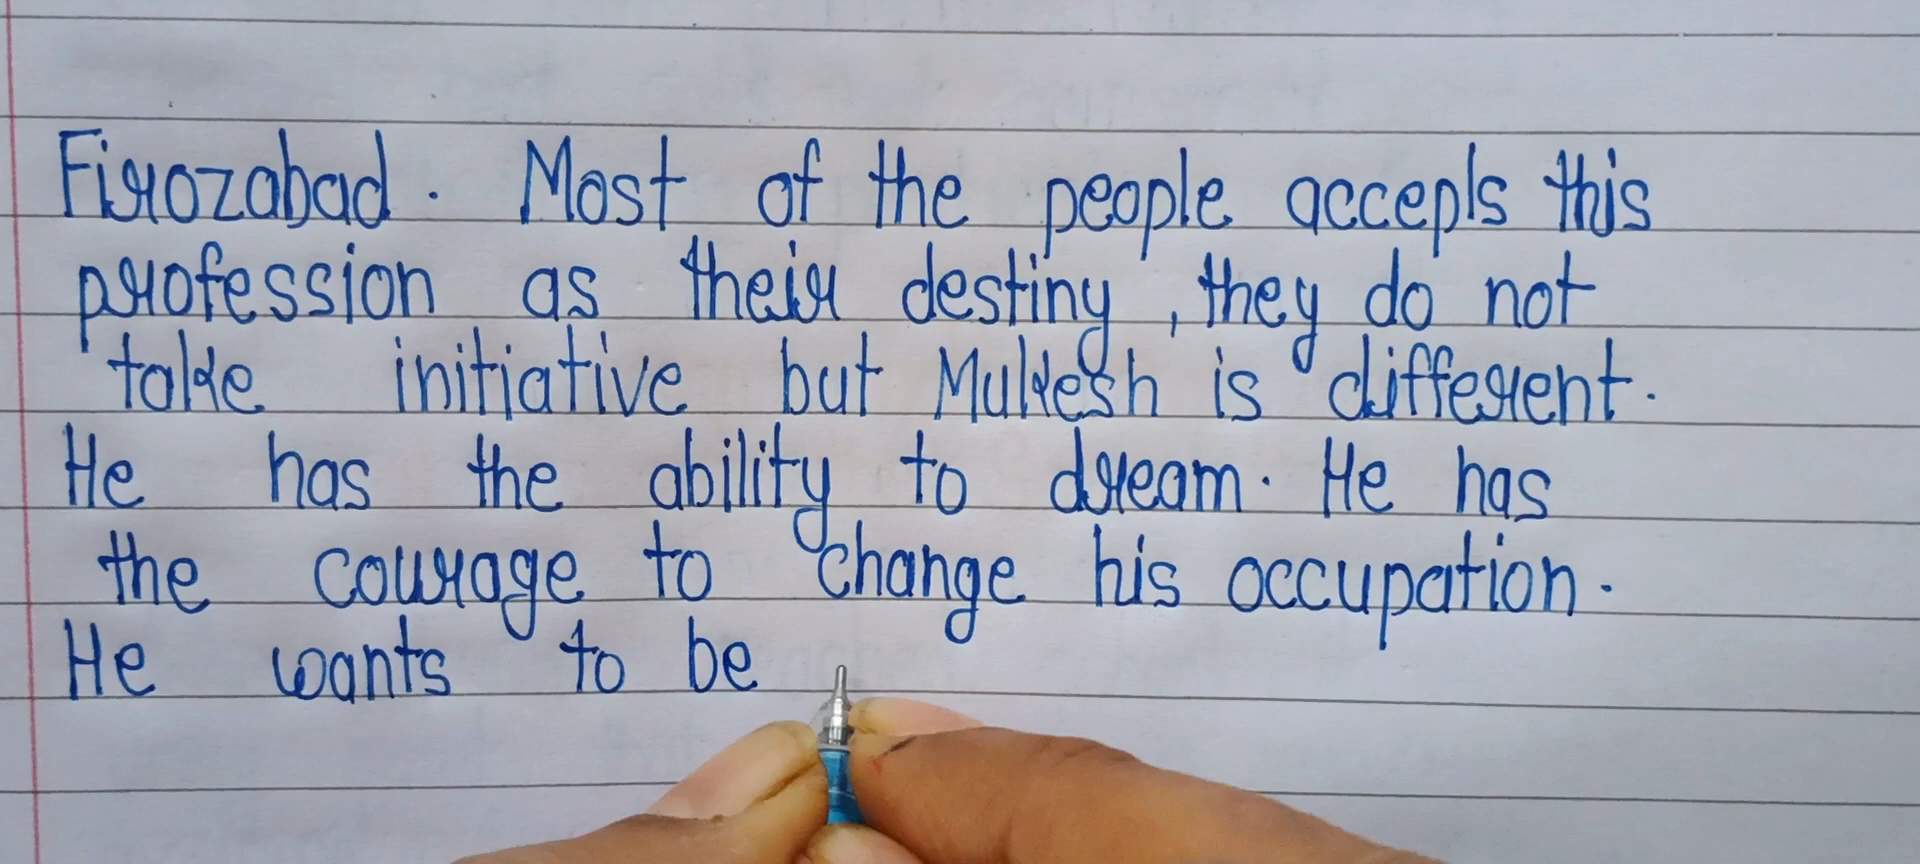 Firozabad. Most of the people accepts this
profession as their destiny, they do not
take initiative but Mukesh is different.
He has the ability to dream. He has
the courage to change his occupation.
He wants to be